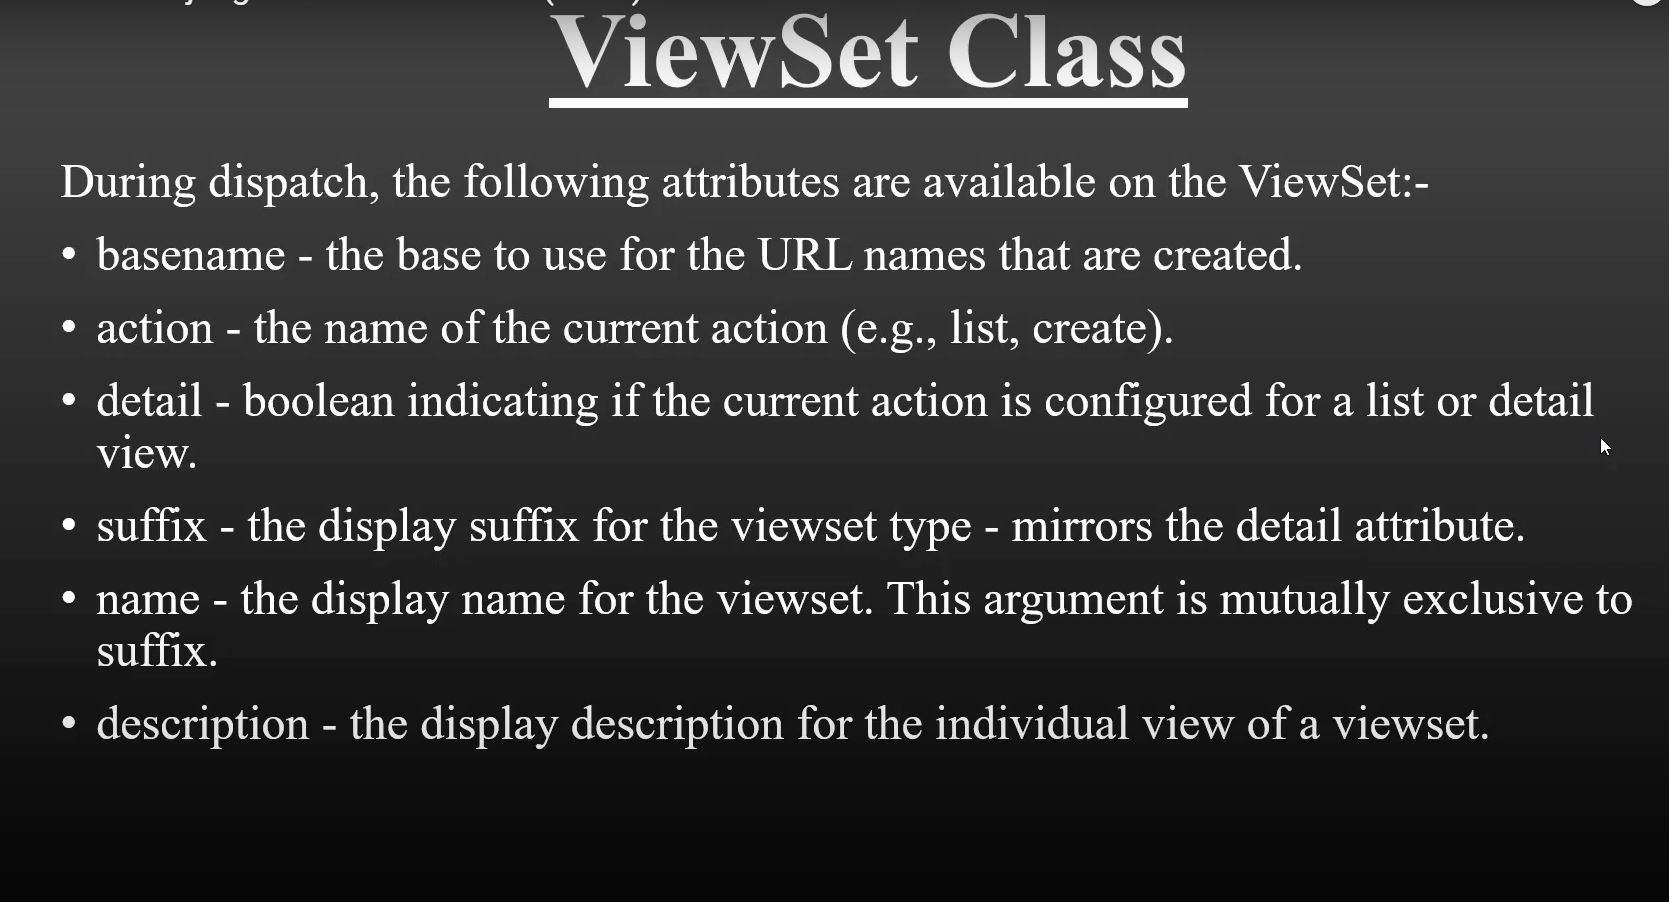 ViewSet Class
During dispatch, the following attributes are available on the ViewSet:-
• basename - the base to use for the URL names that are created.
• action - the name of the current action (e.g., list, create).
• detail - boolean indicating if the current action is configured for a list or detail
view.
• suffix - the display suffix for the viewset type - mirrors the detail attribute.
• name - the display name for the viewset. This argument is mutually exclusive to
suffix.
• description - the display description for the individual view of a viewset.